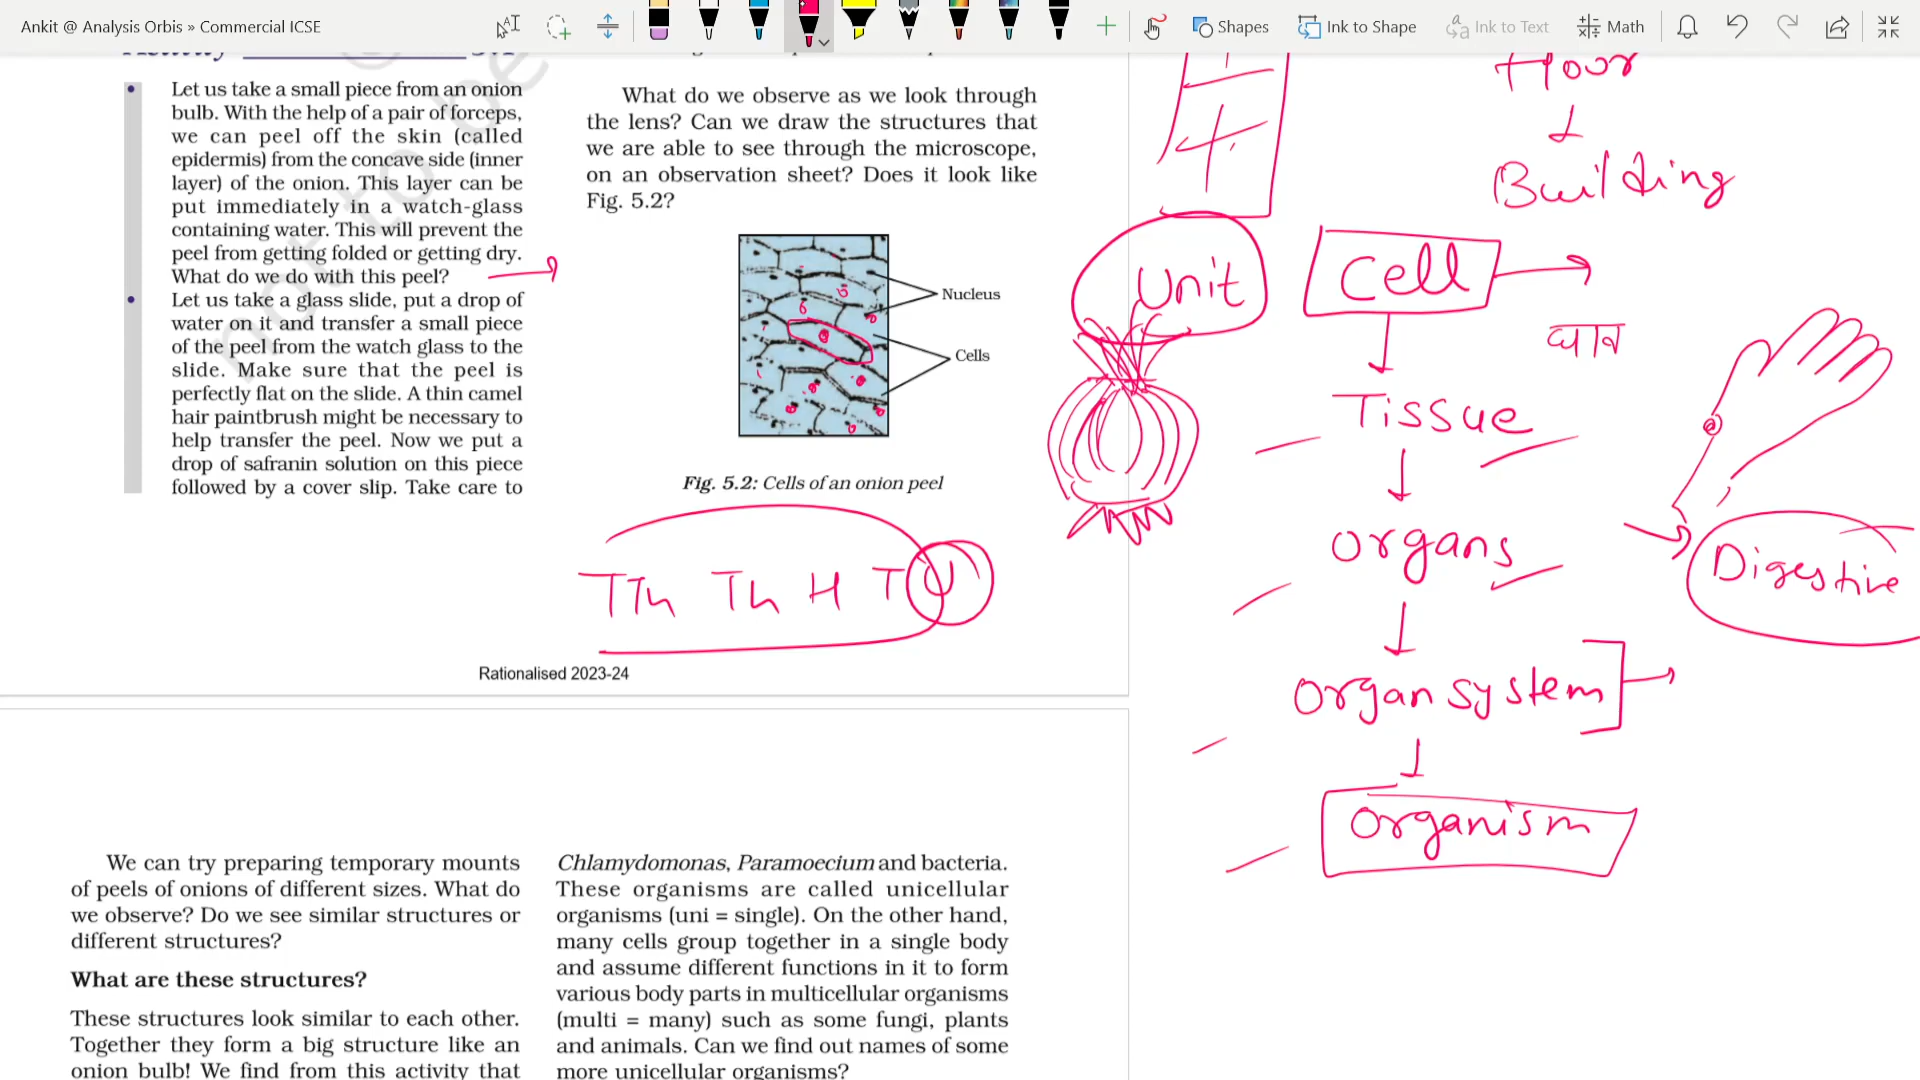 Ankit @ Analysis Orbis » Commercial ICSE
Shapes
Ink to Shape
Ink to Text
Math
not to be
Let us take a small piece from an onion
bulb. With the help of a pair of forceps,
we can peel off the skin (called
epidermis) from the concave side (inner
layer) of the onion. This layer can be
put immediately in a watch-glass
containing water. This will prevent the
peel from getting folded or getting dry.
What do we do with this peel?
Let us take a glass slide, put a drop of
water on it and transfer a small piece
of the peel from the watch glass to the
slide. Make sure that the peel is
perfectly flat on the slide. A thin camel
hair paintbrush might be necessary to
help transfer the peel. Now we put a
drop of safranin solution on this piece
followed by a cover slip. Take care to
What do we observe as we look through
the lens? Can we draw the structures that
we are able to see through the microscope,
on an observation sheet? Does it look like
Fig. 5.2?
Nucleus
Cells
Fig. 5.2: Cells of an onion peel
TTh Th H T U
Rationalised 2023-24
Floor
Building
Unit
Cell
घाव
Tissue
Organs
Digestive
Organ system
Organism
We can try preparing temporary mounts
of peels of onions of different sizes. What do
we observe? Do we see similar structures or
different structures?
What are these structures?
These structures look similar to each other.
Together they form a big structure like an
onion bulb! We find from this activity that
Chlamydomonas, Paramoecium and bacteria.
These organisms are called unicellular
organisms (uni = single). On the other hand,
many cells group together in a single body
and assume different functions in it to form
various body parts in multicellular organisms
(multi = many) such as some fungi, plants
and animals. Can we find out names of some
more unicellular organisms?